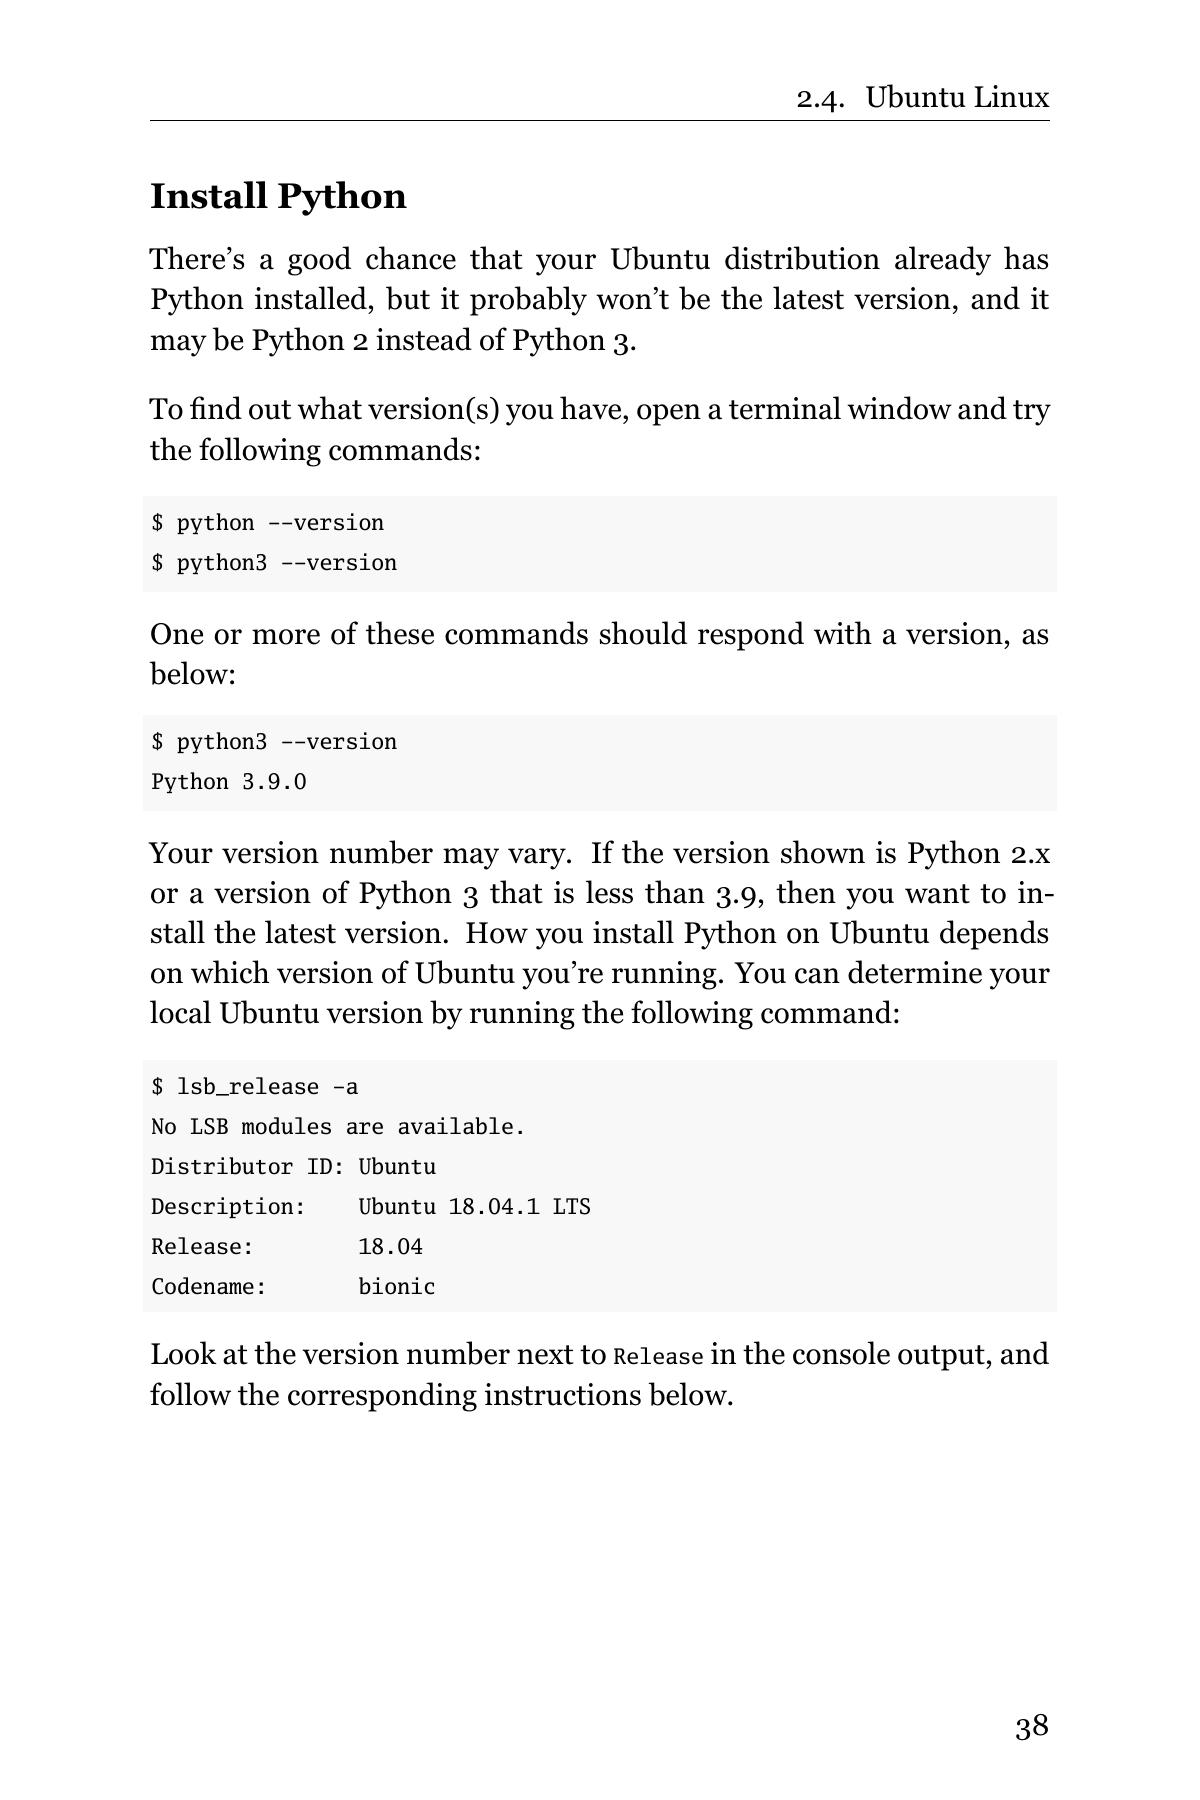 2.4. Ubuntu Linux
Install Python
There’s a good chance that your Ubuntu distribution already has
Python installed, but it probably won’t be the latest version, and it
may be Python 2 instead of Python 3.
To find out what version(s) you have, open a terminal window and try
the following commands:
$ python --version
$ python3 --version
One or more of these commands should respond with a version, as
below:
$ python3 --version
Python 3.9.0
Your version number may vary. If the version shown is Python 2.x
or a version of Python 3 that is less than 3.9, then you want to in-
stall the latest version. How you install Python on Ubuntu depends
on which version of Ubuntu you’re running. You can determine your
local Ubuntu version by running the following command:
$ lsb_release -a
No LSB modules are available.
Distributor ID: Ubuntu
Description:    Ubuntu 18.04.1 LTS
Release:        18.04
Codename:       bionic
Look at the version number next to Release in the console output, and
follow the corresponding instructions below.
38